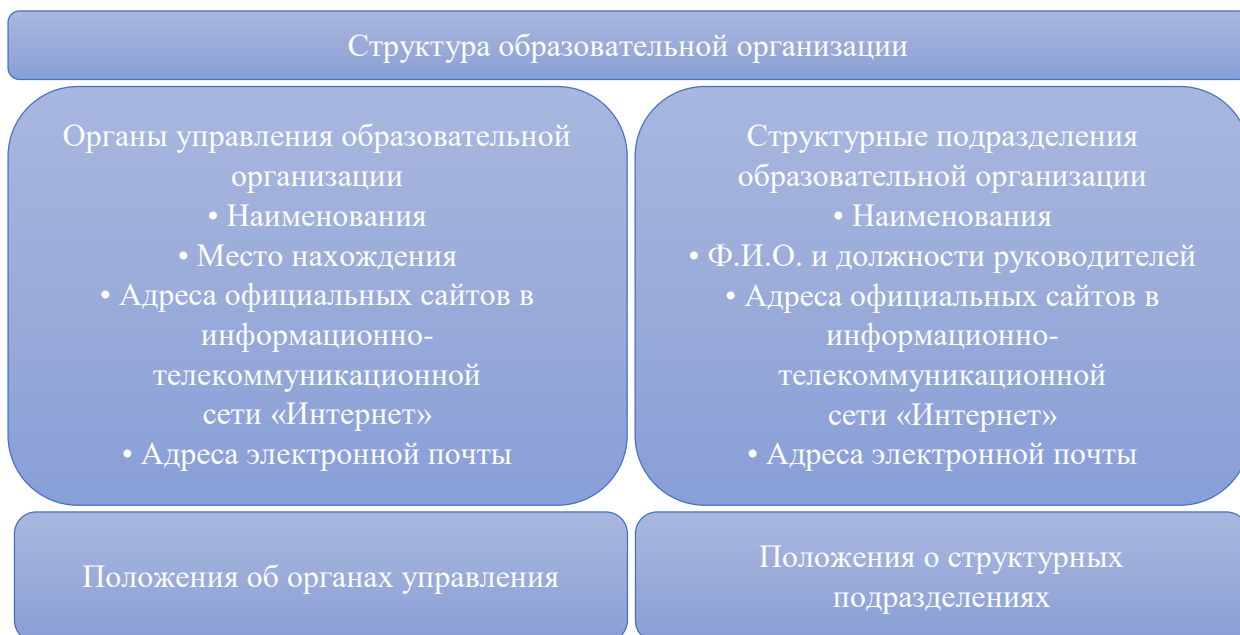 Структура образовательной организации
Органы управления образовательной
организации
• Наименования
• Место нахождения
• Адреса официальных сайтов в
информационно-
телекоммуникационной
сети «Интернет»
• Адреса электронной почты
Структурные подразделения
образовательной организации
• Наименования
• Ф.И.О. и должности руководителей
• Адреса официальных сайтов в
информационно-
телекоммуникационной
сети «Интернет»
• Адреса электронной почты
Положения об органах управления
Положения о структурных
подразделениях